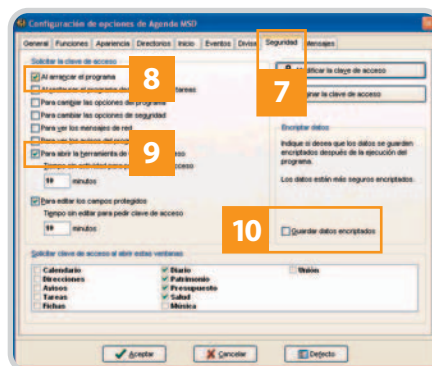 Configuración de opciones de Agenda MSD
General Funciones Apariencia Directorios Inicio Eventos Divisa Seguridad Mensajes
Solicitar la clave de acceso
8
7
Al arrancar el programa
Modificar la clave de acceso
tareas
la clave de acceso
Para cambiar las opciones del programa
Para cambiar las opciones de seguridad
Para ver los mensajes de red
9
Para abrir la herramienta de
Encriptar datos
Indique si desea que los datos se guarden
encriptados después de la ejecución del
programa.
Los datos están más seguros encriptados.
minutos
Para editar los campos protegidos
Tiempo sin editar para pedir clave de acceso
minutos
10
Guardar datos encriptados
Solicitar clave de acceso al abrir estas ventanas
Calendario Diario Unión
Direcciones Patrimonio
Avisos Presupuesto
Tareas Salud
Fichas Música
Aceptar Cancelar Defecto